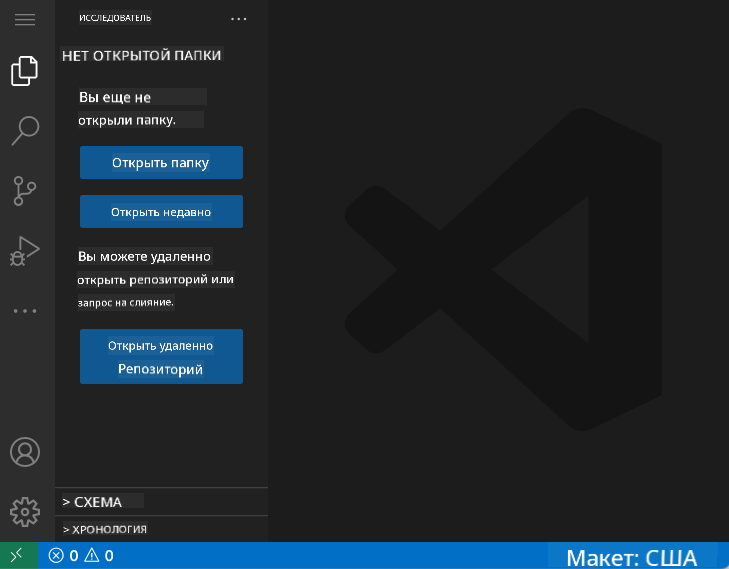 ИССЛЕДОВАТЕЛЬ
НЕТ ОТКРЫТОЙ ПАПКИ
Вы еще не
открыли папку.
Открыть папку
Открыть недавно
Вы можете удаленно
открыть репозиторий или
запрос на слияние.
Открыть удаленно
Репозиторий
> СХЕМА
> ХРОНОЛОГИЯ
0 0
Макет: США